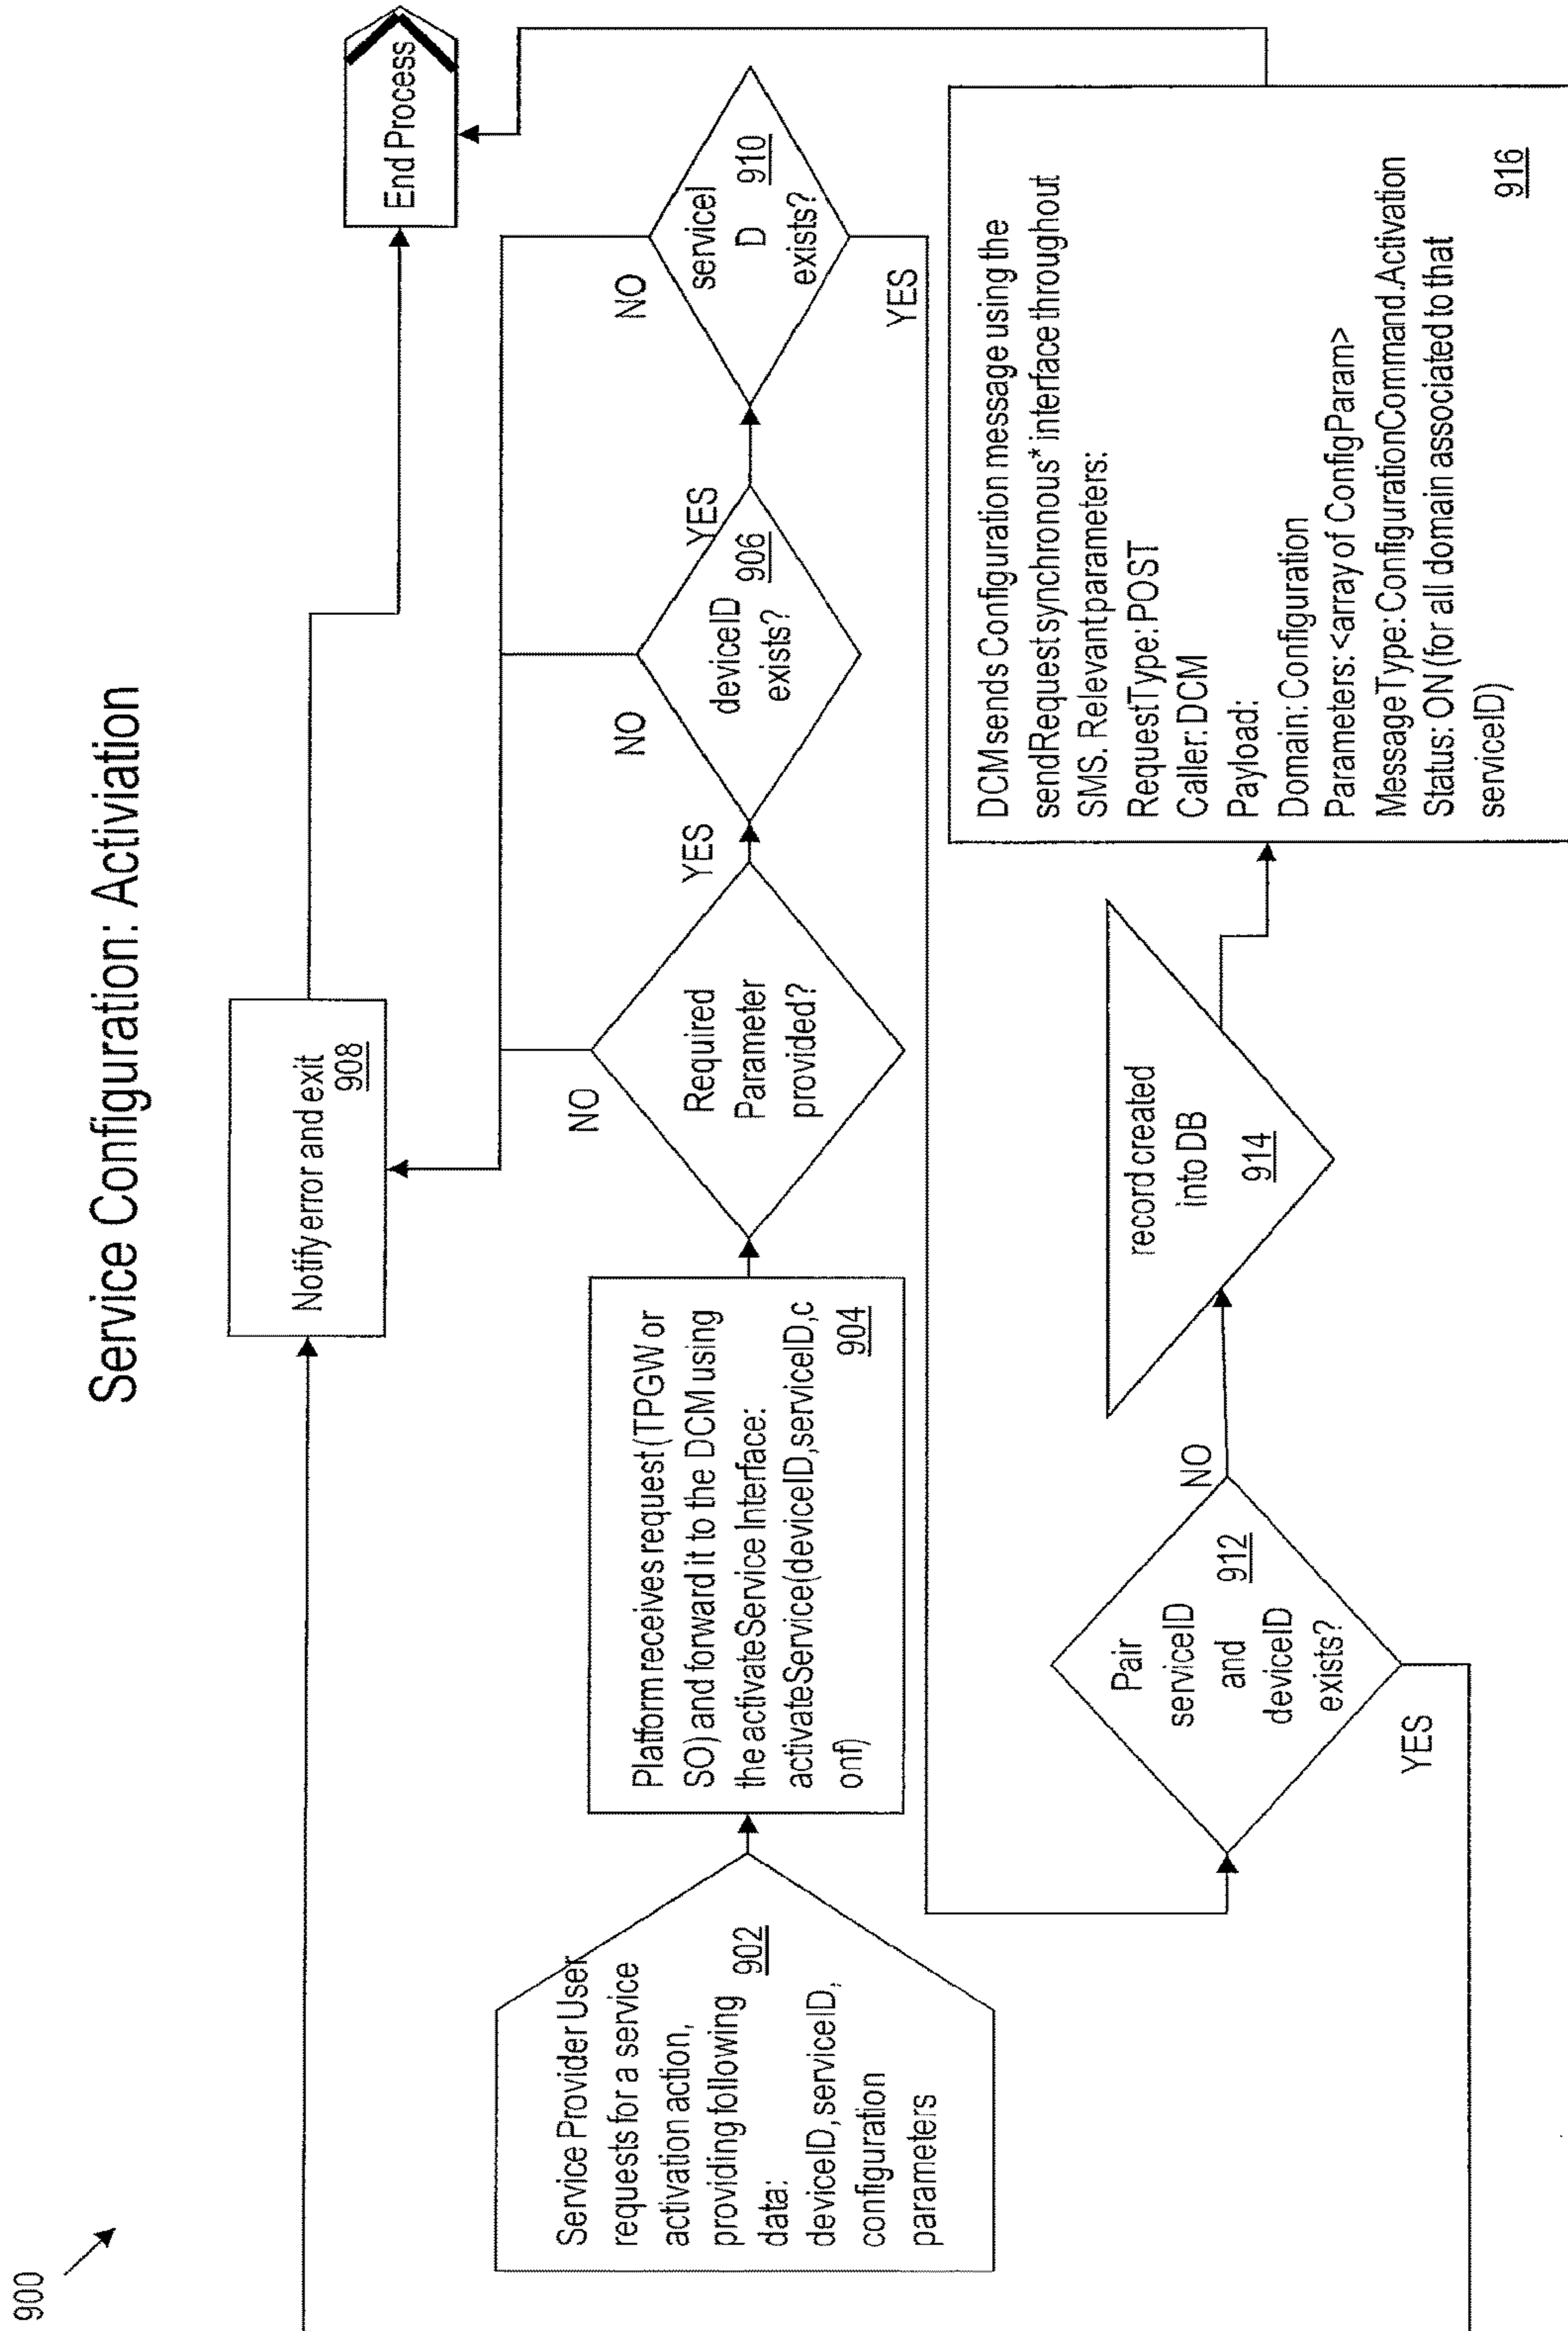 900
Service Configuration: Activiation
Notify error and exit
908
End Process
Service Provider User
requests for a service
activation action,
providing following
902
data:
deviceID, serviceID,
configuration
parameters
Platform receives request (TPGW or
SO) and forward it to the DCM using
the activateService Interface:
activateService(deviceID,serviceID,c
onf)
904
Required
Parameter
provided?
NO
YES
deviceID
906
exists?
NO
YES
serviceI
D
910
exists?
NO
YES
Pair
serviceID
and
912
deviceID
exists?
NO
YES
record created
into DB
914
DCM sends Configuration message using the
sendRequestsynchronous* interface throughout
SMS. Relevant parameters:
RequestType: POST
Caller: DCM
Payload:
Domain: Configuration
Parameters: <array of ConfigParam>
MessageType: ConfigurationCommand.Activation
Status: ON (for all domain associated to that
serviceID)
916